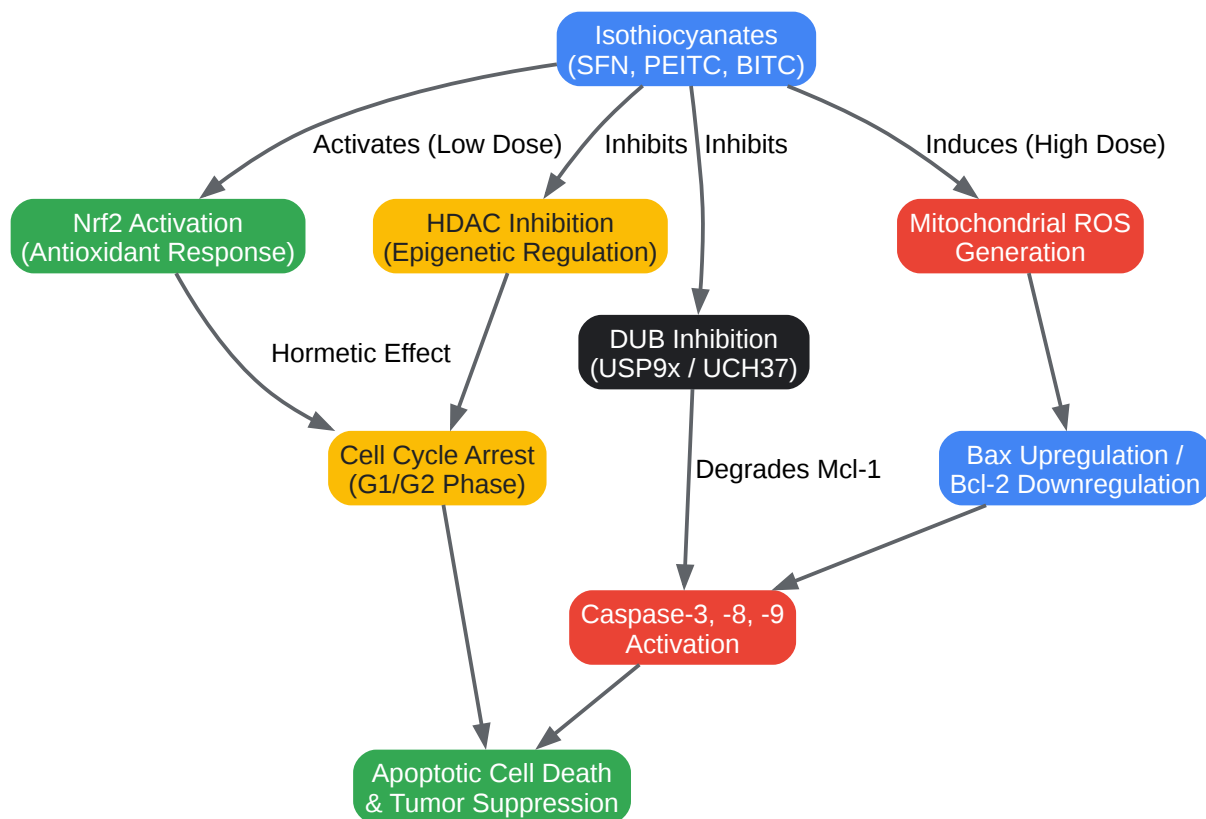 Isothiocyanates
(SFN, PEITC, BITC)
Activates (Low Dose)
Inhibits
Inhibits
Induces (High Dose)
Nrf2 Activation
(Antioxidant Response)
HDAC Inhibition
(Epigenetic Regulation)
Mitochondrial ROS
Generation
DUB Inhibition
(USP9x / UCH37)
Hormetic Effect
Cell Cycle Arrest
(G1/G2 Phase)
Degrades Mcl-1
Bax Upregulation /
Bcl-2 Downregulation
Caspase-3, -8, -9
Activation
Apoptotic Cell Death
& Tumor Suppression